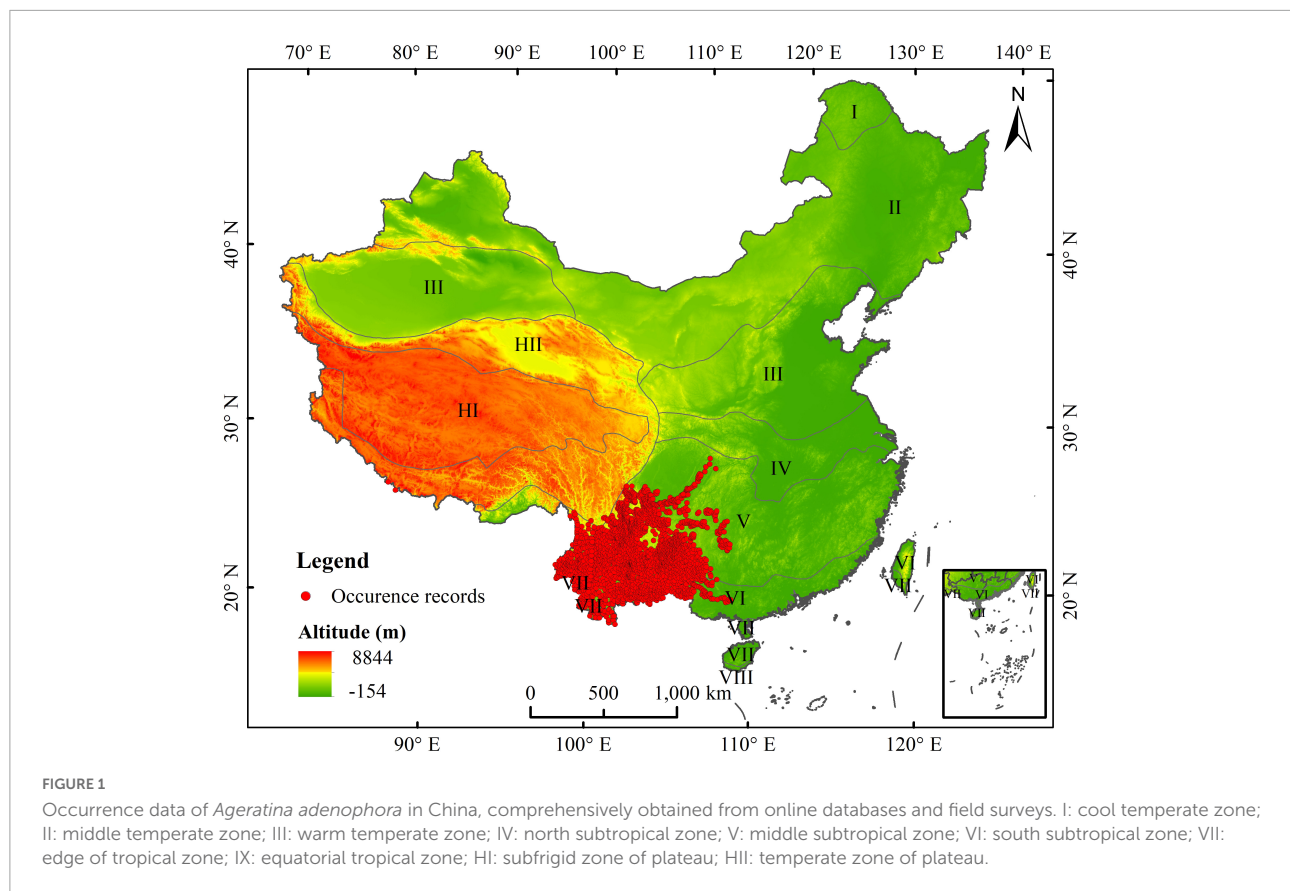 70° E 80° E 90° E 100° E 110° E 120° E 130° E 140° E
N
I
II
40° N
40° N
III
HII
III
HI
30° N
30° N
IV
V
Legend
Occurence records
VII
VII
VI
VI
VII
20° N
20° N
V
VI
VII
VI
VII
VII
Altitude (m)
8844
-154
VII
VII
VIII
0 500 1,000 km
90° E 100° E 110° E 120° E
FIGURE 1
Occurrence data of Ageratina adenophora in China, comprehensively obtained from online databases and field surveys. I: cool temperate zone;
II: middle temperate zone; III: warm temperate zone; IV: north subtropical zone; V: middle subtropical zone; VI: south subtropical zone; VII:
edge of tropical zone; IX: equatorial tropical zone; HI: subfrigid zone of plateau; HII: temperate zone of plateau.